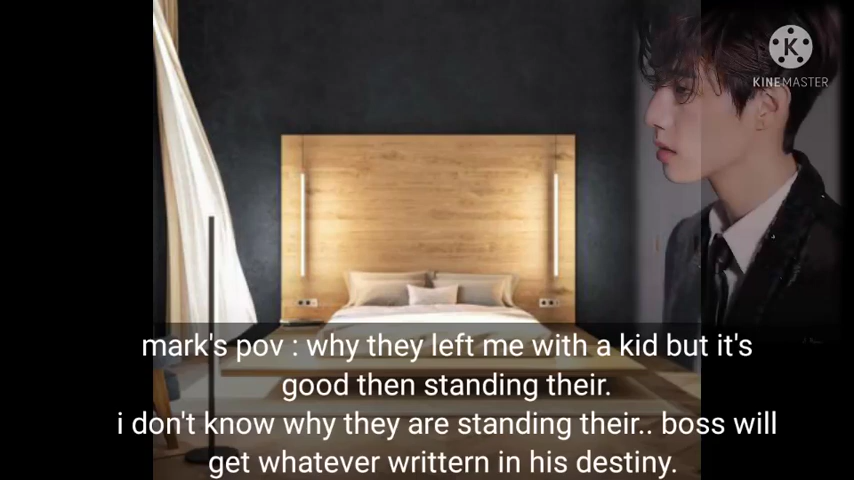 KINEMASTER
mark's pov : why they left me with a kid but it's
good then standing their.
i don't know why they are standing their.. boss will
get whatever writtern in his destiny.